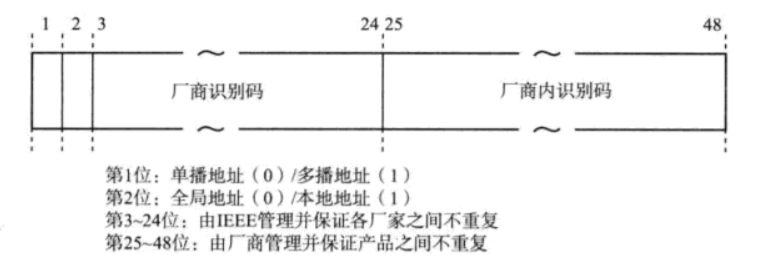 1 2 3 24 25 48
厂商识别码 厂商内识别码
第1位：单播地址（0）/多播地址（1）
第2位：全局地址（0）/本地地址（1）
第3~24位：由IEEE管理并保证各厂家之间不重复
第25~48位：由厂商管理并保证产品之间不重复